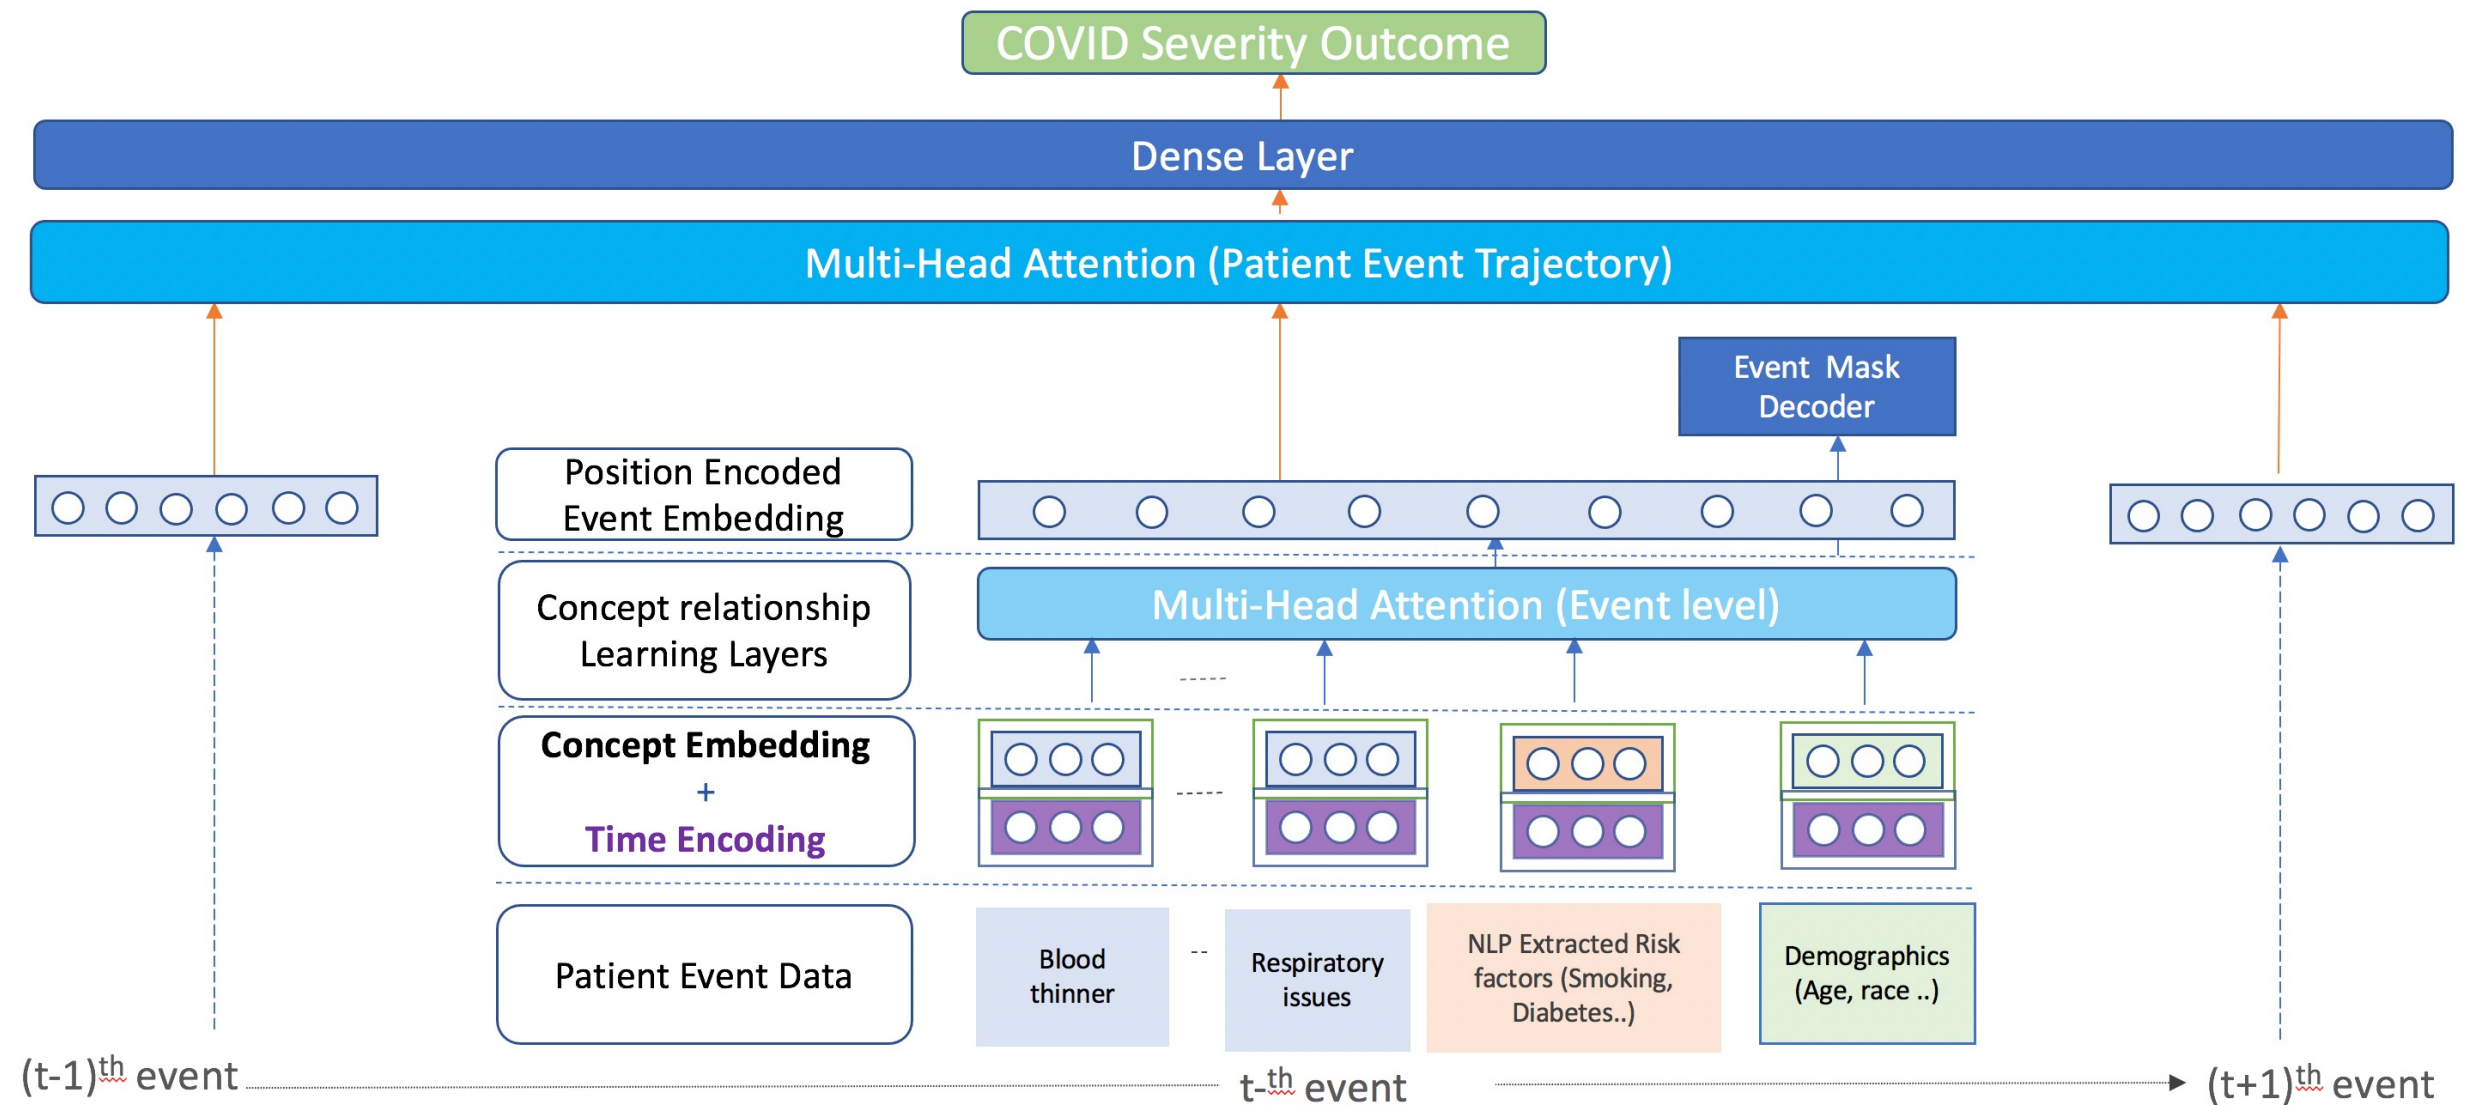 COVID Severity Outcome
Dense Layer
Multi-Head Attention (Patient Event Trajectory)
Event Mask
Decoder
Position Encoded
Event Embedding
Concept relationship
Learning Layers
Multi-Head Attention (Event level)
Concept Embedding
+
Time Encoding
Patient Event Data
Blood
thinner
--
Respiratory
issues
NLP Extracted Risk
factors (Smoking,
Diabetes..)
Demographics
(Age, race ..)
(t-1)th event
t-th event
(t+1)th event